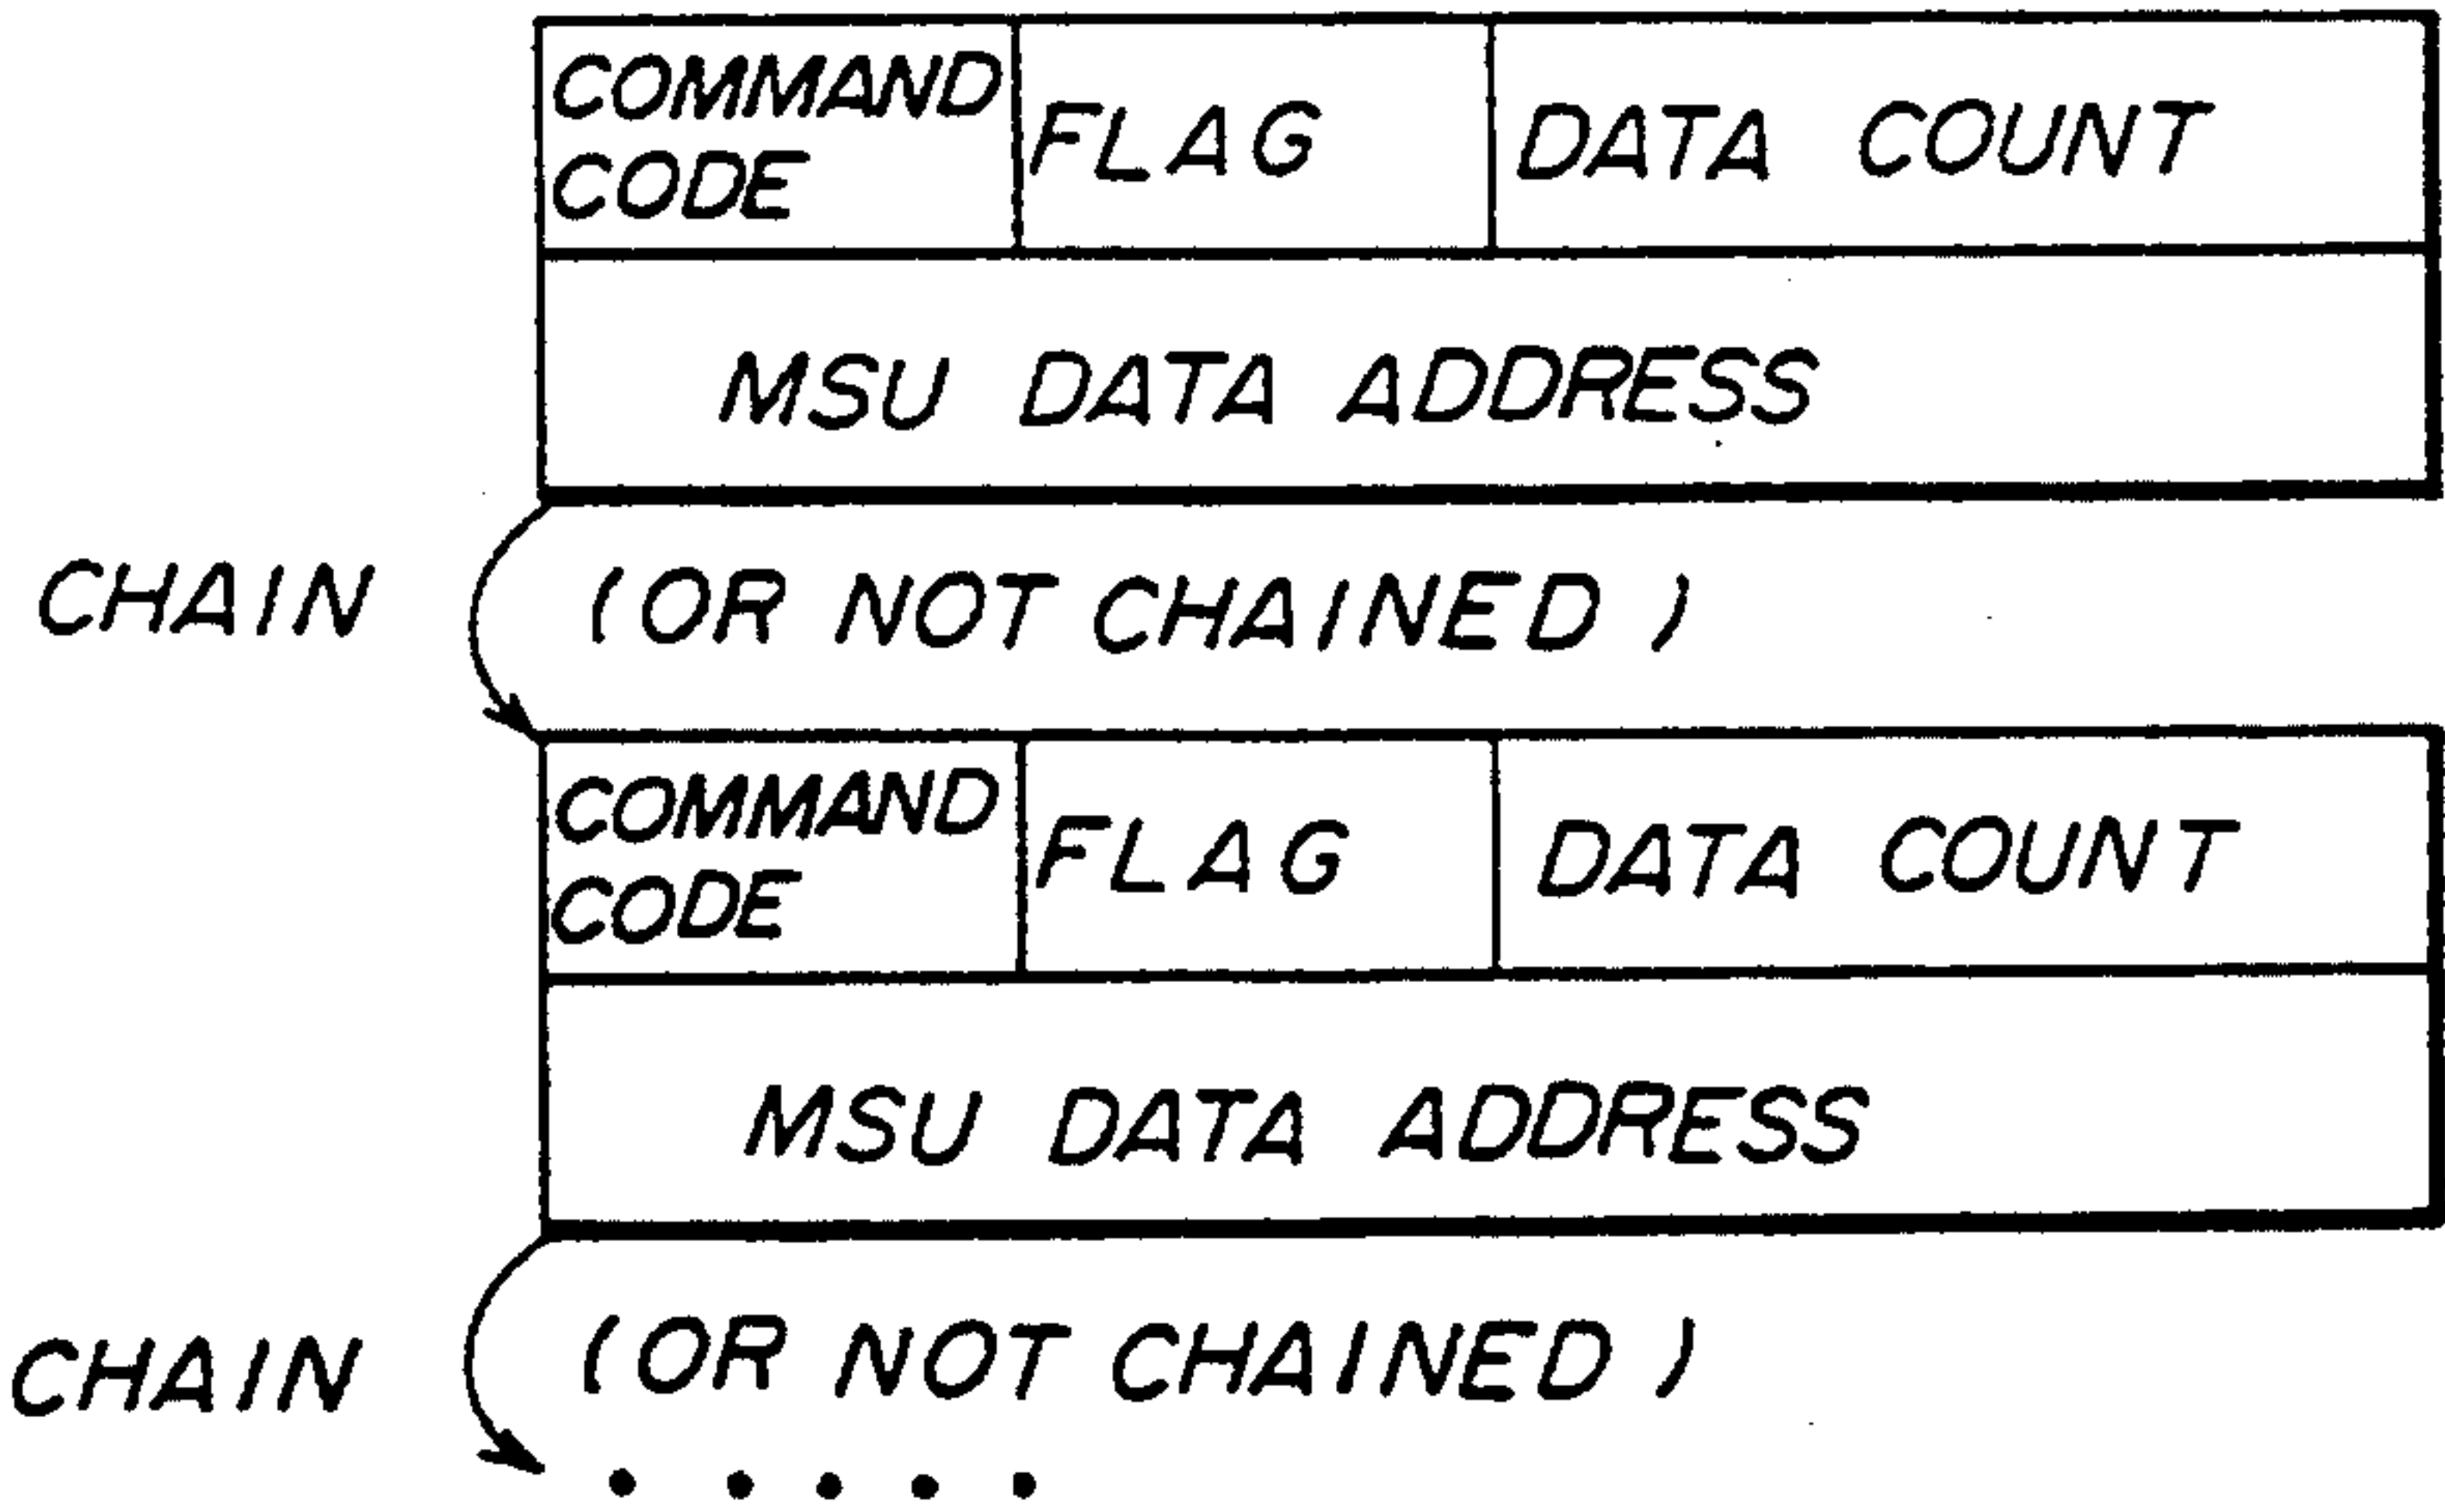 COMMAND CODE FLAG DATA COUNT
MSU DATA ADDRESS
CHAIN (OR NOT CHAINED)
COMMAND CODE FLAG DATA COUNT
MSU DATA ADDRESS
CHAIN (OR NOT CHAINED)
.....